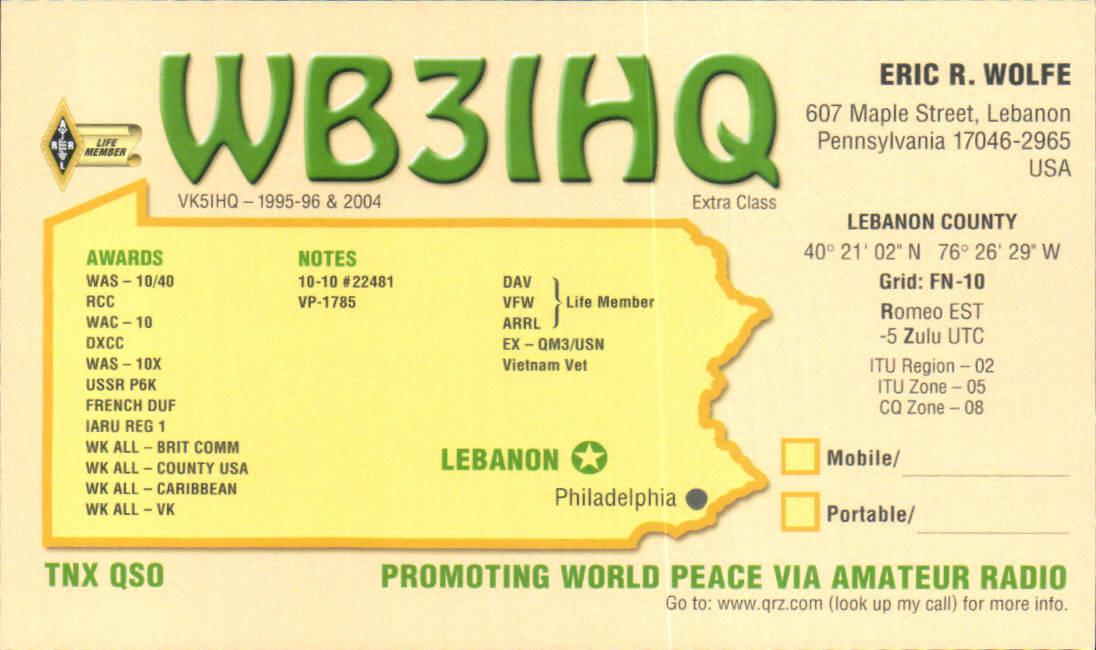 WB3IHQ
ARRL
LIFE
MEMBER
VK5IHQ – 1995-96 & 2004
Extra Class
ERIC R. WOLFE
607 Maple Street, Lebanon
Pennsylvania 17046-2965
USA
LEBANON COUNTY
40° 21' 02" N 76° 26' 29" W
Grid: FN-10
Romeo EST
-5 Zulu UTC
ITU Region – 02
ITU Zone – 05
CQ Zone – 08
AWARDS
WAS – 10/40
RCC
WAC – 10
DXCC
WAS – 10X
USSR P6K
FRENCH DUF
IARU REG 1
WK ALL – BRIT COMM
WK ALL – COUNTY USA
WK ALL – CARIBBEAN
WK ALL – VK
NOTES
10-10 #22481
VP-1785
DAV
VFW
ARRL
Life Member
EX – QM3/USN
Vietnam Vet
LEBANON
Philadelphia
Mobile/
Portable/
TNX QSO
PROMOTING WORLD PEACE VIA AMATEUR RADIO
Go to: www.qrz.com (look up my call) for more info.